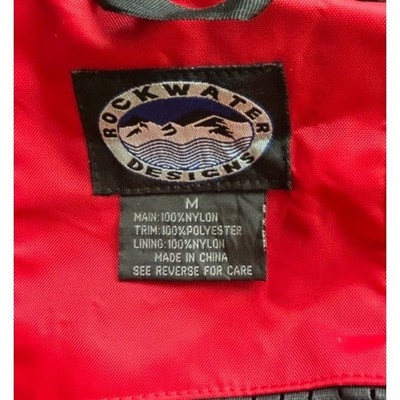 ROCKWATER
DESIGNS
M
MAIN:100%NYLON
TRIM:100%POLYESTER
LINING:100%NYLON
MADE IN CHINA
SEE REVERSE FOR CARE